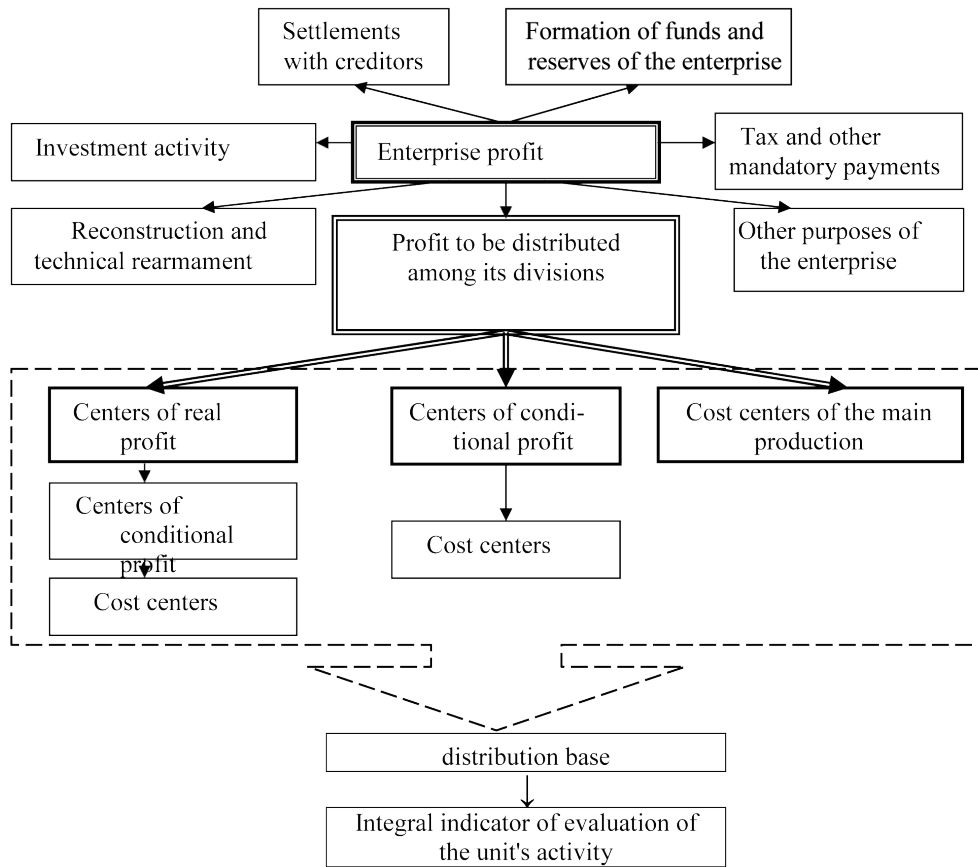 Settlements
with creditors
Formation of funds and
reserves of the enterprise
Investment activity
Enterprise profit
Tax and other
mandatory payments
Reconstruction and
technical rearmament
Profit to be distributed
among its divisions
Other purposes of
the enterprise
Centers of real
profit
Centers of condi-
tional profit
Cost centers of the main
production
Centers of
conditional
profit
Cost centers
Cost centers
distribution base
Integral indicator of evaluation of
the unit's activity